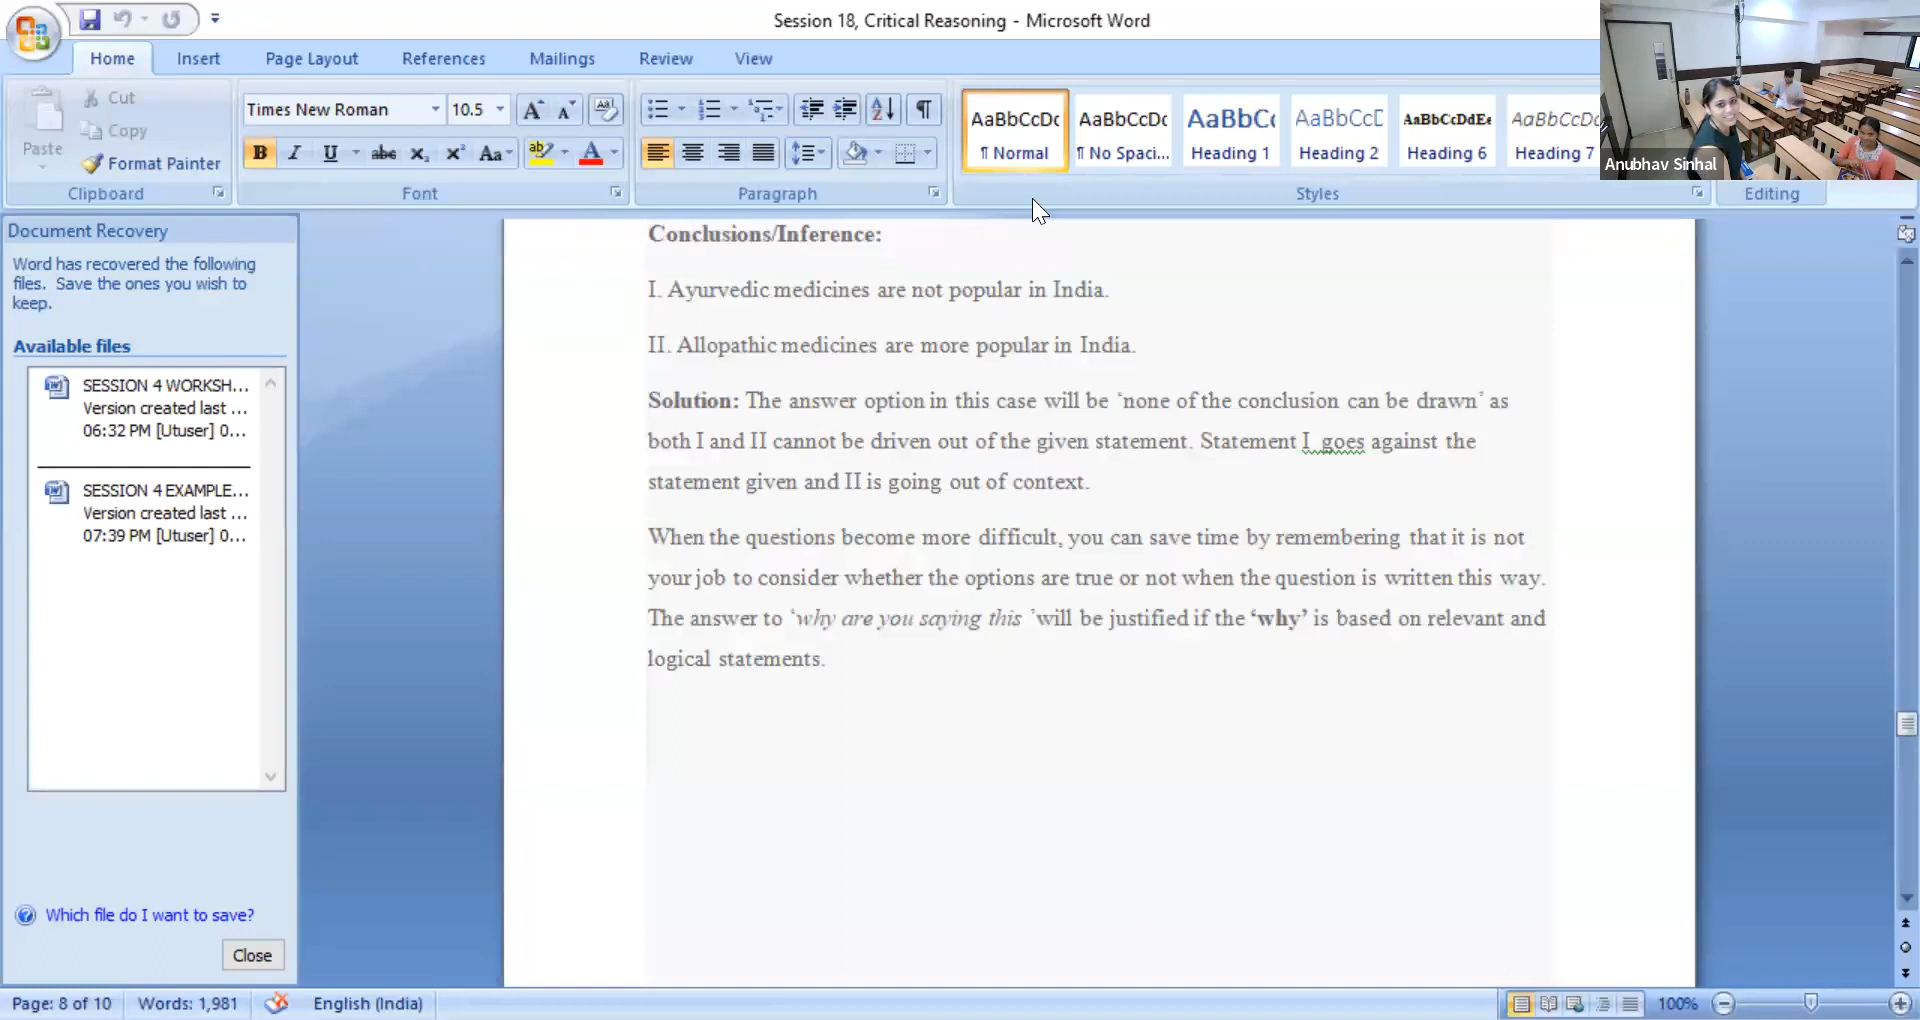 Session 18, Critical Reasoning - Microsoft Word
Home Insert Page Layout References Mailings Review View
Paste
Cut
Copy
Format Painter
Clipboard
Times New Roman 10.5
Font
Paragraph
AaBbCcDc AaBbCcDc AaBbC AaBbCcD AaBbCcDdEe AaBbCcDc
¶ Normal ¶ No Spaci... Heading 1 Heading 2 Heading 6 Heading 7
Styles
Editing
Anubhav Sinhal
Document Recovery
Word has recovered the following
files. Save the ones you wish to
keep.
Available files
SESSION 4 WORKSH...
Version created last ...
06:32 PM [Utuser] 0...
SESSION 4 EXAMPLE...
Version created last ...
07:39 PM [Utuser] 0...
Which file do I want to save?
Close
Conclusions/Inference:
I. Ayurvedic medicines are not popular in India.
II. Allopathic medicines are more popular in India.
Solution: The answer option in this case will be ‘none of the conclusion can be drawn’ as
both I and II cannot be driven out of the given statement. Statement I goes against the
statement given and II is going out of context.
When the questions become more difficult, you can save time by remembering that it is not
your job to consider whether the options are true or not when the question is written this way.
The answer to ‘why are you saying this ’will be justified if the ‘why’ is based on relevant and
logical statements.
Page: 8 of 10 Words: 1,981 English (India) 100%